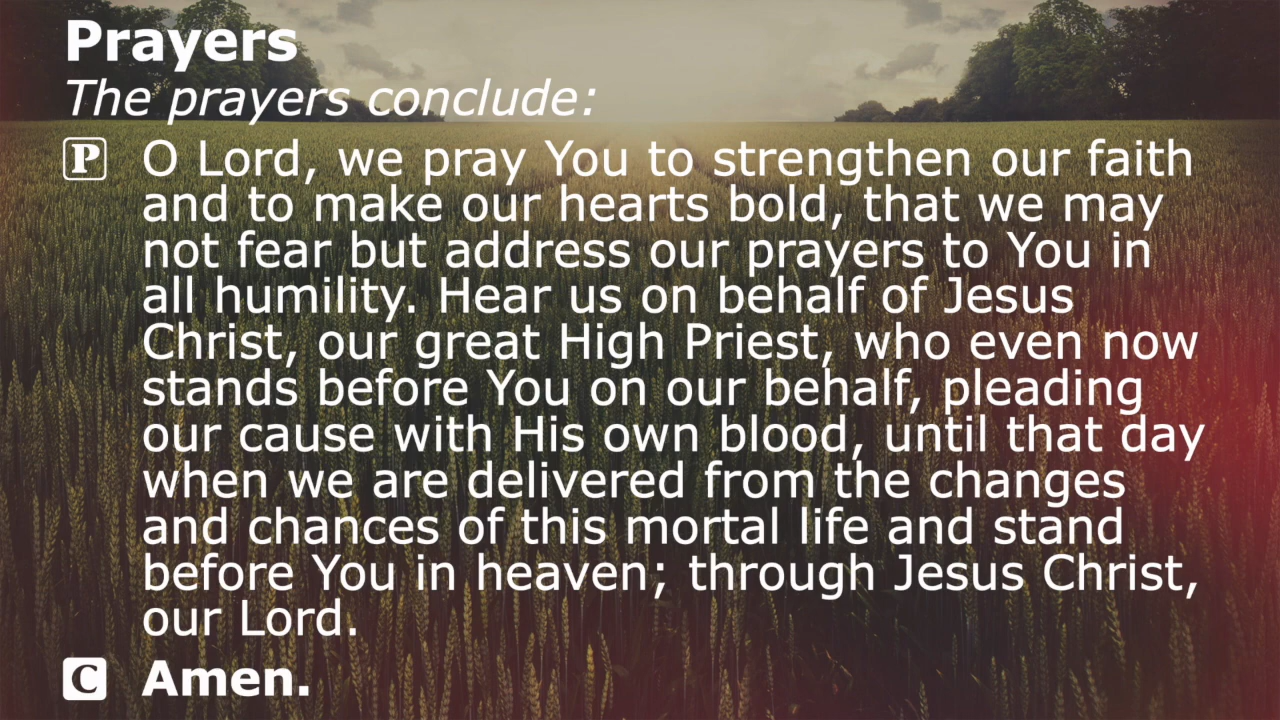 Prayers
The prayers conclude:
P O Lord, we pray You to strengthen our faith
and to make our hearts bold, that we may
not fear but address our prayers to You in
all humility. Hear us on behalf of Jesus
Christ, our great High Priest, who even now
stands before You on our behalf, pleading
our cause with His own blood, until that day
when we are delivered from the changes
and chances of this mortal life and stand
before You in heaven; through Jesus Christ,
our Lord.
C Amen.